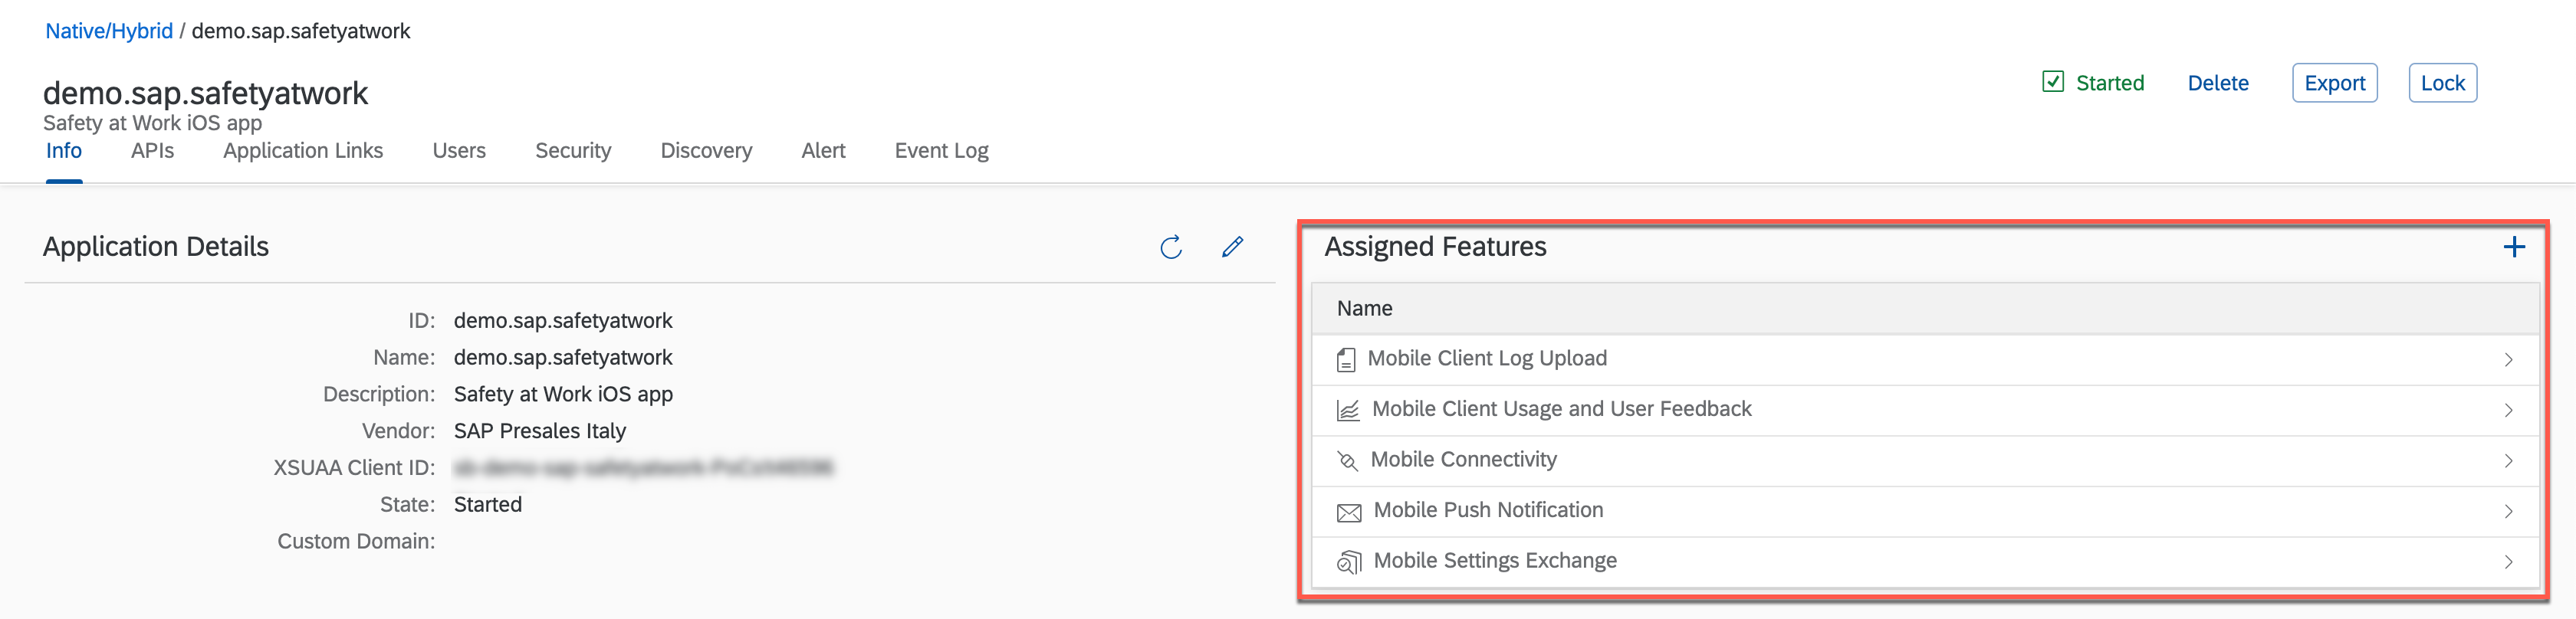 Native/Hybrid / demo.sap.safetyatwork
demo.sap.safetyatwork
Safety at Work iOS app
Started Delete Export Lock
Info APIs Application Links Users Security Discovery Alert Event Log
Application Details
ID: demo.sap.safetyatwork
Name: demo.sap.safetyatwork
Description: Safety at Work iOS app
Vendor: SAP Presales Italy
XSUAA Client ID:
State: Started
Custom Domain:
Assigned Features
Name
Mobile Client Log Upload
Mobile Client Usage and User Feedback
Mobile Connectivity
Mobile Push Notification
Mobile Settings Exchange